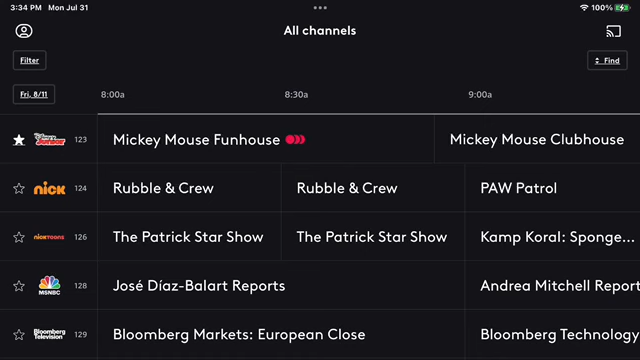 3:34 PM Mon Jul 31 100%
All channels
Filter Find
Fri, 8/11 8:00a 8:30a 9:00a
123 Mickey Mouse Funhouse Mickey Mouse Clubhouse
nick 124 Rubble & Crew Rubble & Crew PAW Patrol
nicktoons 126 The Patrick Star Show The Patrick Star Show Kamp Koral: Sponge...
MSNBC 128 José Díaz-Balart Reports Andrea Mitchell Report
Bloomberg Television 129 Bloomberg Markets: European Close Bloomberg Technology